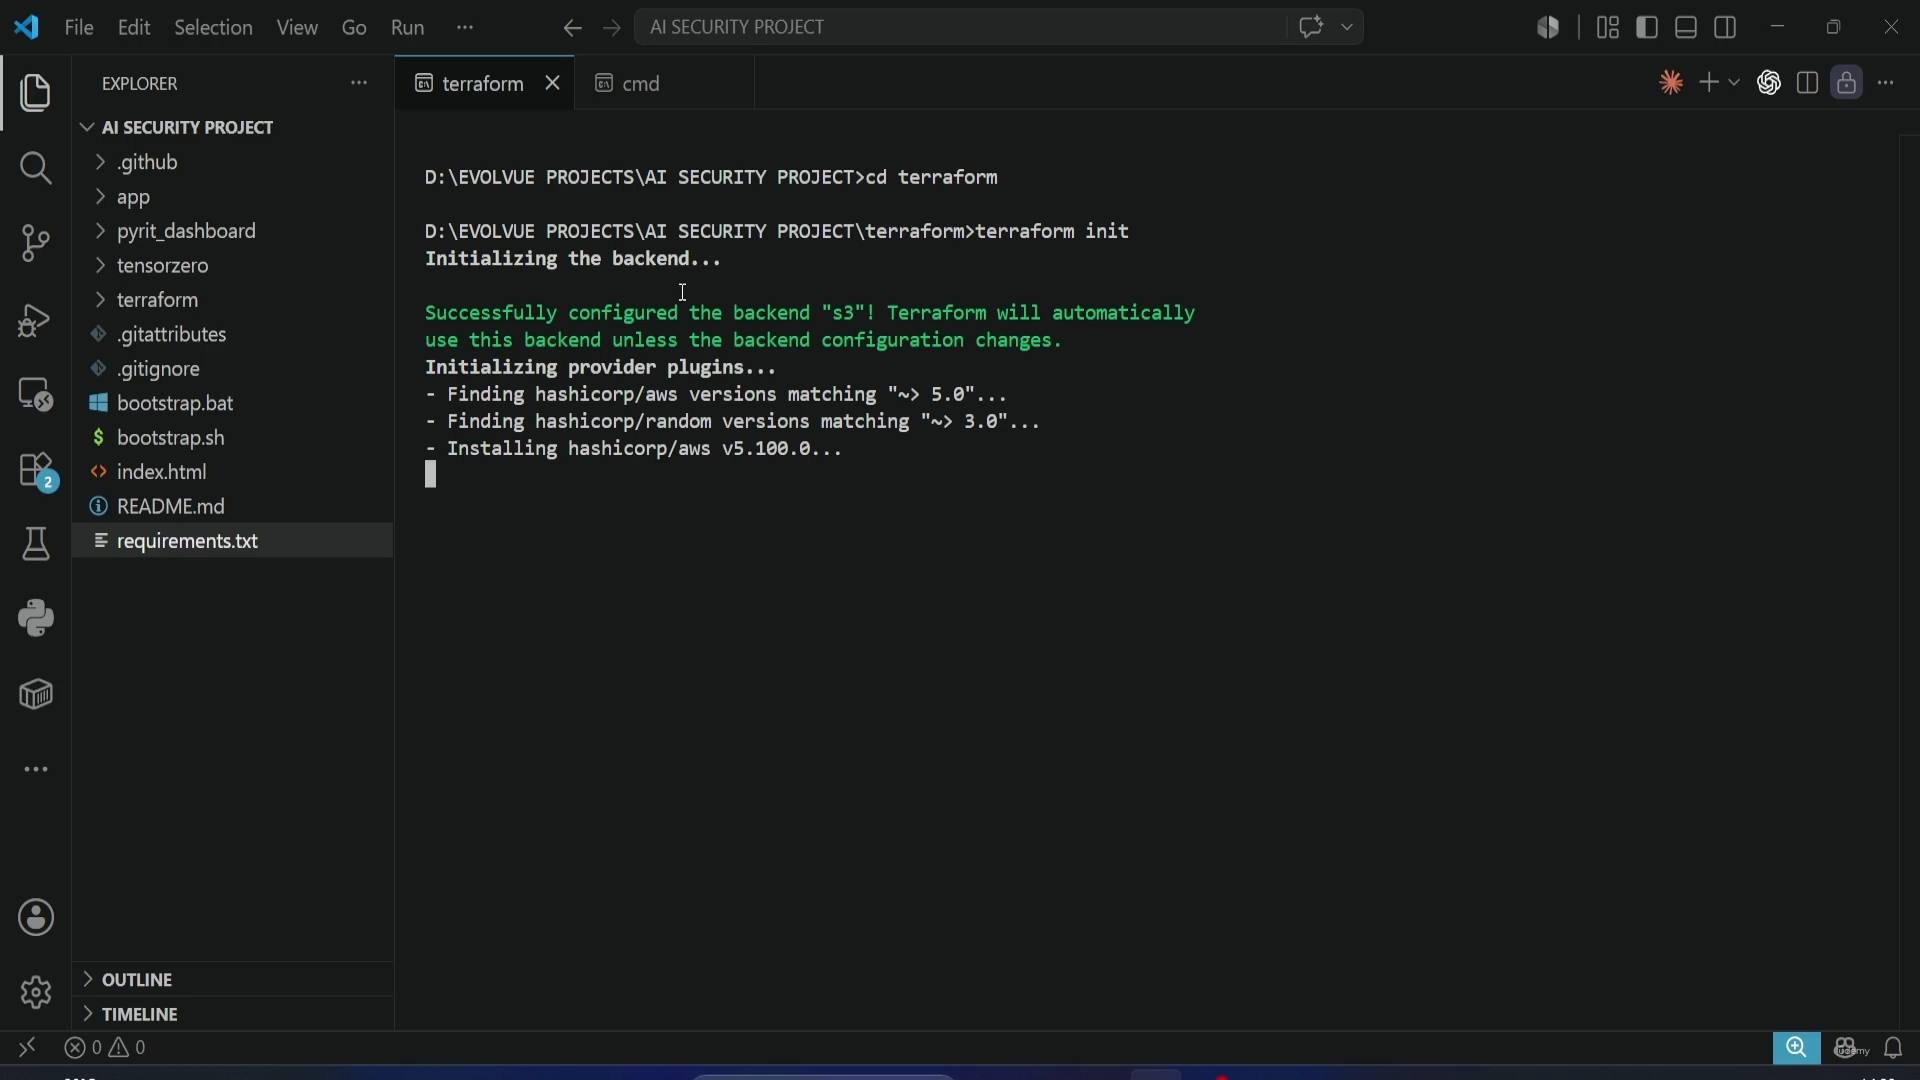 File Edit Selection View Go Run
AI SECURITY PROJECT
EXPLORER
terraform
cmd
AI SECURITY PROJECT
.github
app
pyrit_dashboard
tensorzero
terraform
.gitattributes
.gitignore
bootstrap.bat
bootstrap.sh
index.html
README.md
requirements.txt
2
OUTLINE
TIMELINE
D:\EVOLVUE PROJECTS\AI SECURITY PROJECT>cd terraform
D:\EVOLVUE PROJECTS\AI SECURITY PROJECT\terraform>terraform init
Initializing the backend...
Successfully configured the backend "s3"! Terraform will automatically
use this backend unless the backend configuration changes.
Initializing provider plugins...
- Finding hashicorp/aws versions matching "~> 5.0"...
- Finding hashicorp/random versions matching "~> 3.0"...
- Installing hashicorp/aws v5.100.0...
0 0